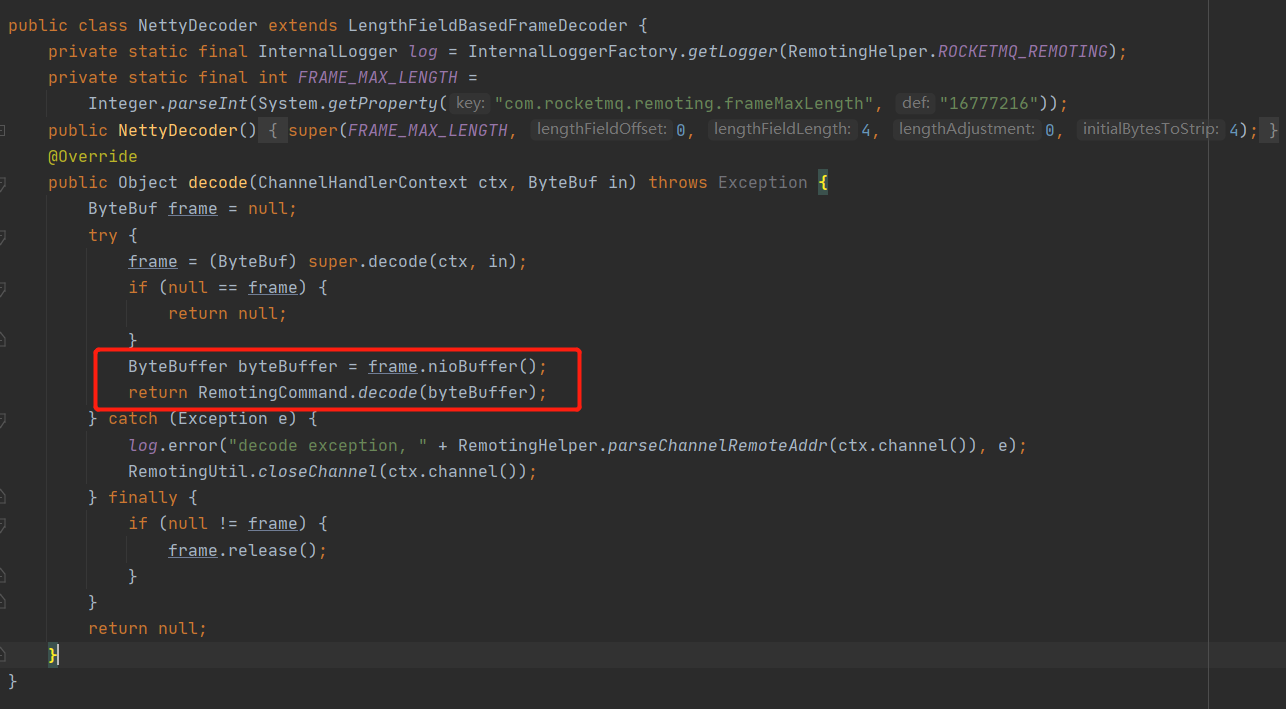 public class NettyDecoder extends LengthFieldBasedFrameDecoder {
private static final InternalLogger log = InternalLoggerFactory.getLogger(RemotingHelper.ROCKETMQ_REMOTING);
private static final int FRAME_MAX_LENGTH =
Integer.parseInt(System.getProperty( key: "com.rocketmq.remoting.frameMaxLength", def: "16777216"));
public NettyDecoder() { super(FRAME_MAX_LENGTH, lengthFieldOffset: 0, lengthFieldLength: 4, lengthAdjustment: 0, initialBytesToStrip: 4); }
@Override
public Object decode(ChannelHandlerContext ctx, ByteBuf in) throws Exception {
ByteBuf frame = null;
try {
frame = (ByteBuf) super.decode(ctx, in);
if (null == frame) {
return null;
}
ByteBuffer byteBuffer = frame.nioBuffer();
return RemotingCommand.decode(byteBuffer);
} catch (Exception e) {
log.error("decode exception, " + RemotingHelper.parseChannelRemoteAddr(ctx.channel()), e);
RemotingUtil.closeChannel(ctx.channel());
} finally {
if (null != frame) {
frame.release();
}
}
return null;
}
}